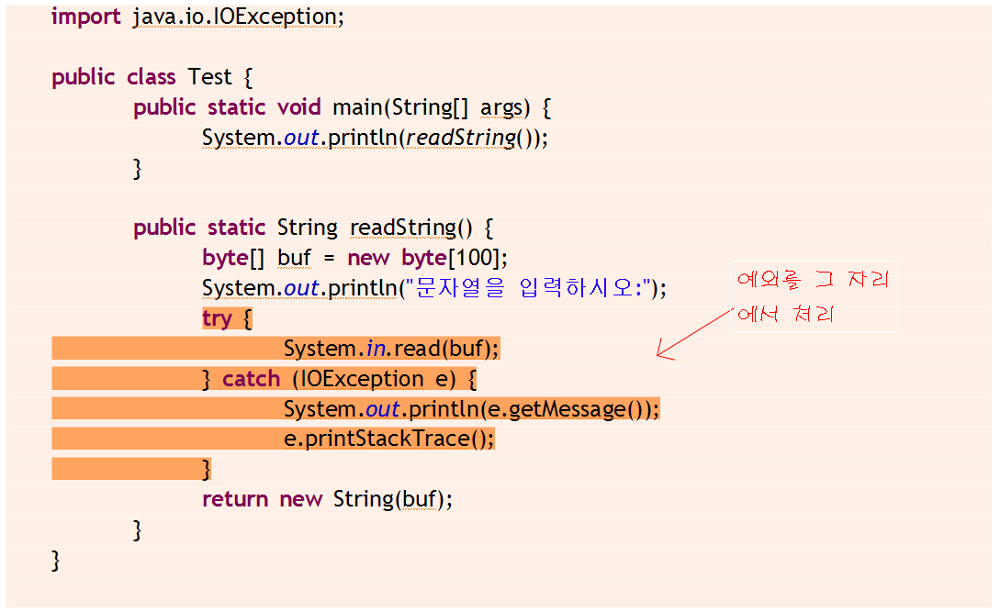 import java.io.IOException;
public class Test {
public static void main(String[] args) {
System.out.println(readString());
}
public static String readString() {
byte[] buf = new byte[100];
System.out.println("문자열을 입력하시오:");
try {
System.in.read(buf);
} catch (IOException e) {
System.out.println(e.getMessage());
e.printStackTrace();
}
return new String(buf);
}
}
예외를 그 자리
에서 처리